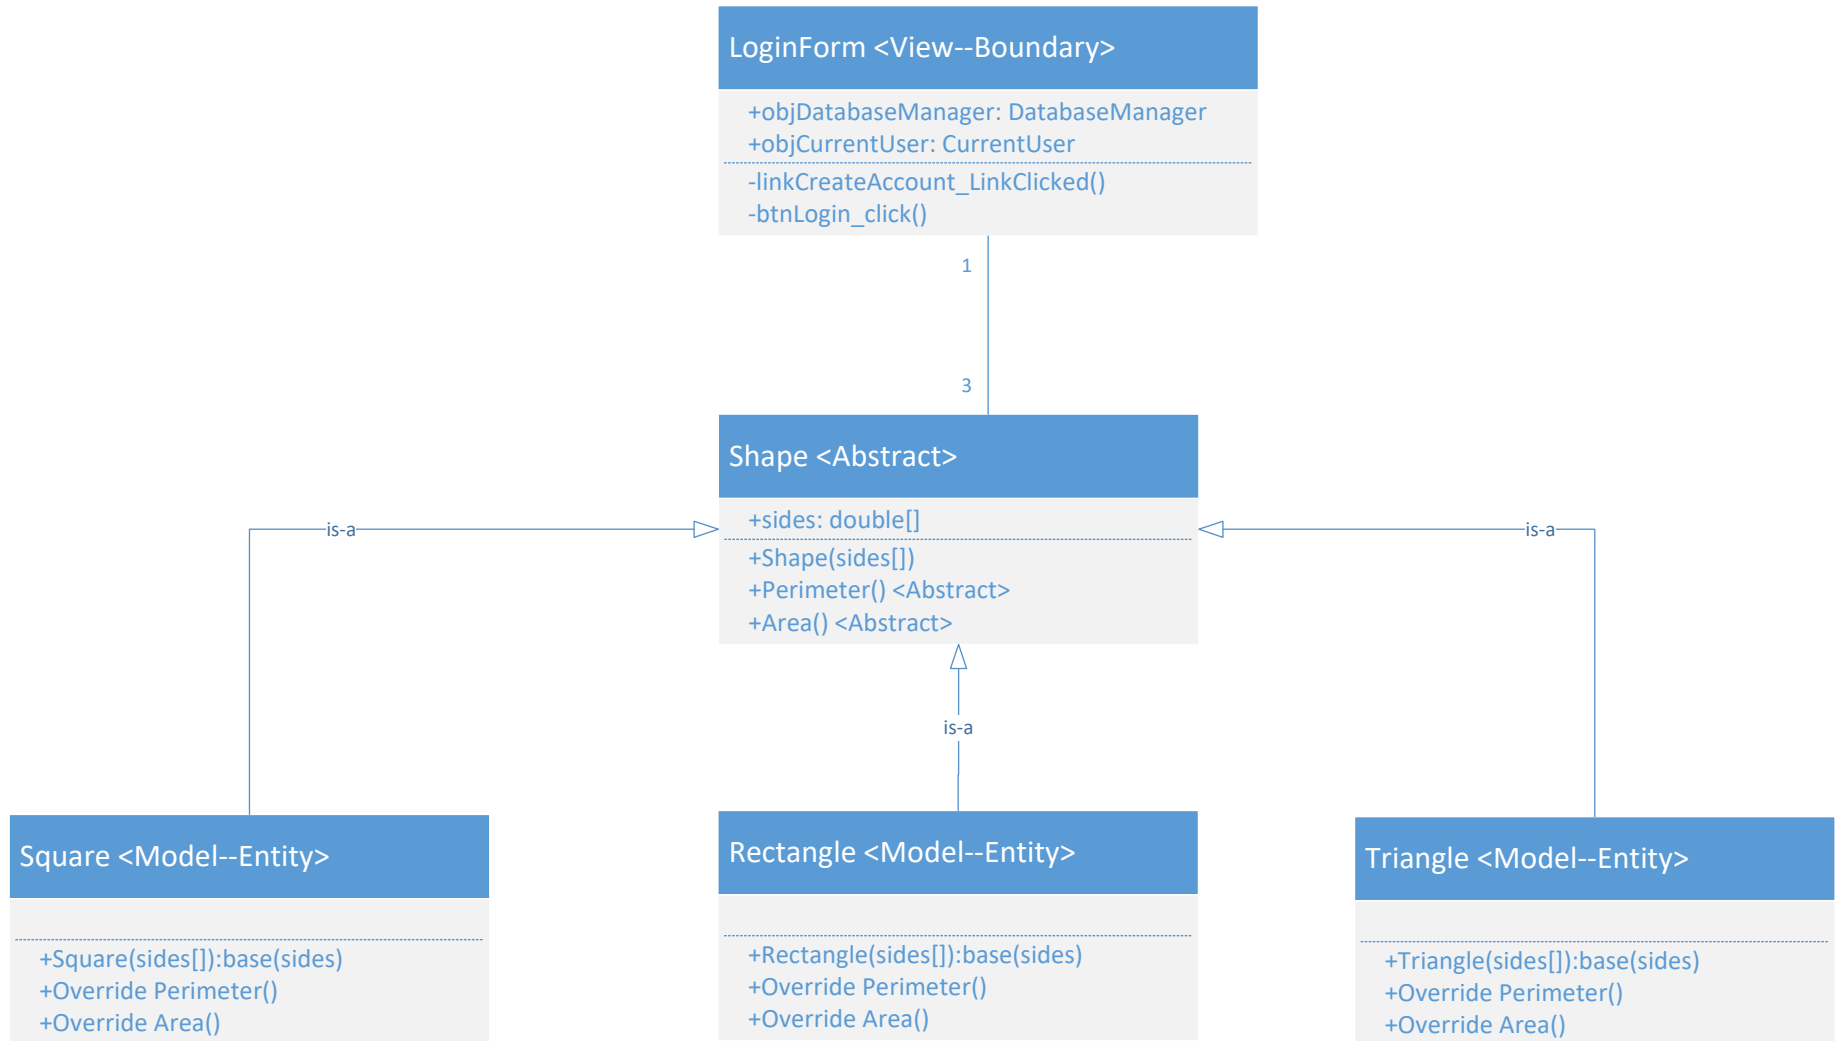 LoginForm <View--Boundary>
+objDatabaseManager: DatabaseManager
+objCurrentUser: CurrentUser
-linkCreateAccount_LinkClicked()
-btnLogin_click()
1
3
Shape <Abstract>
+sides: double[]
+Shape(sides[])
+Perimeter() <Abstract>
+Area() <Abstract>
is-a
is-a
is-a
Square <Model--Entity>
+Square(sides[]):base(sides)
+Override Perimeter()
+Override Area()
Rectangle <Model--Entity>
+Rectangle(sides[]):base(sides)
+Override Perimeter()
+Override Area()
Triangle <Model--Entity>
+Triangle(sides[]):base(sides)
+Override Perimeter()
+Override Area()